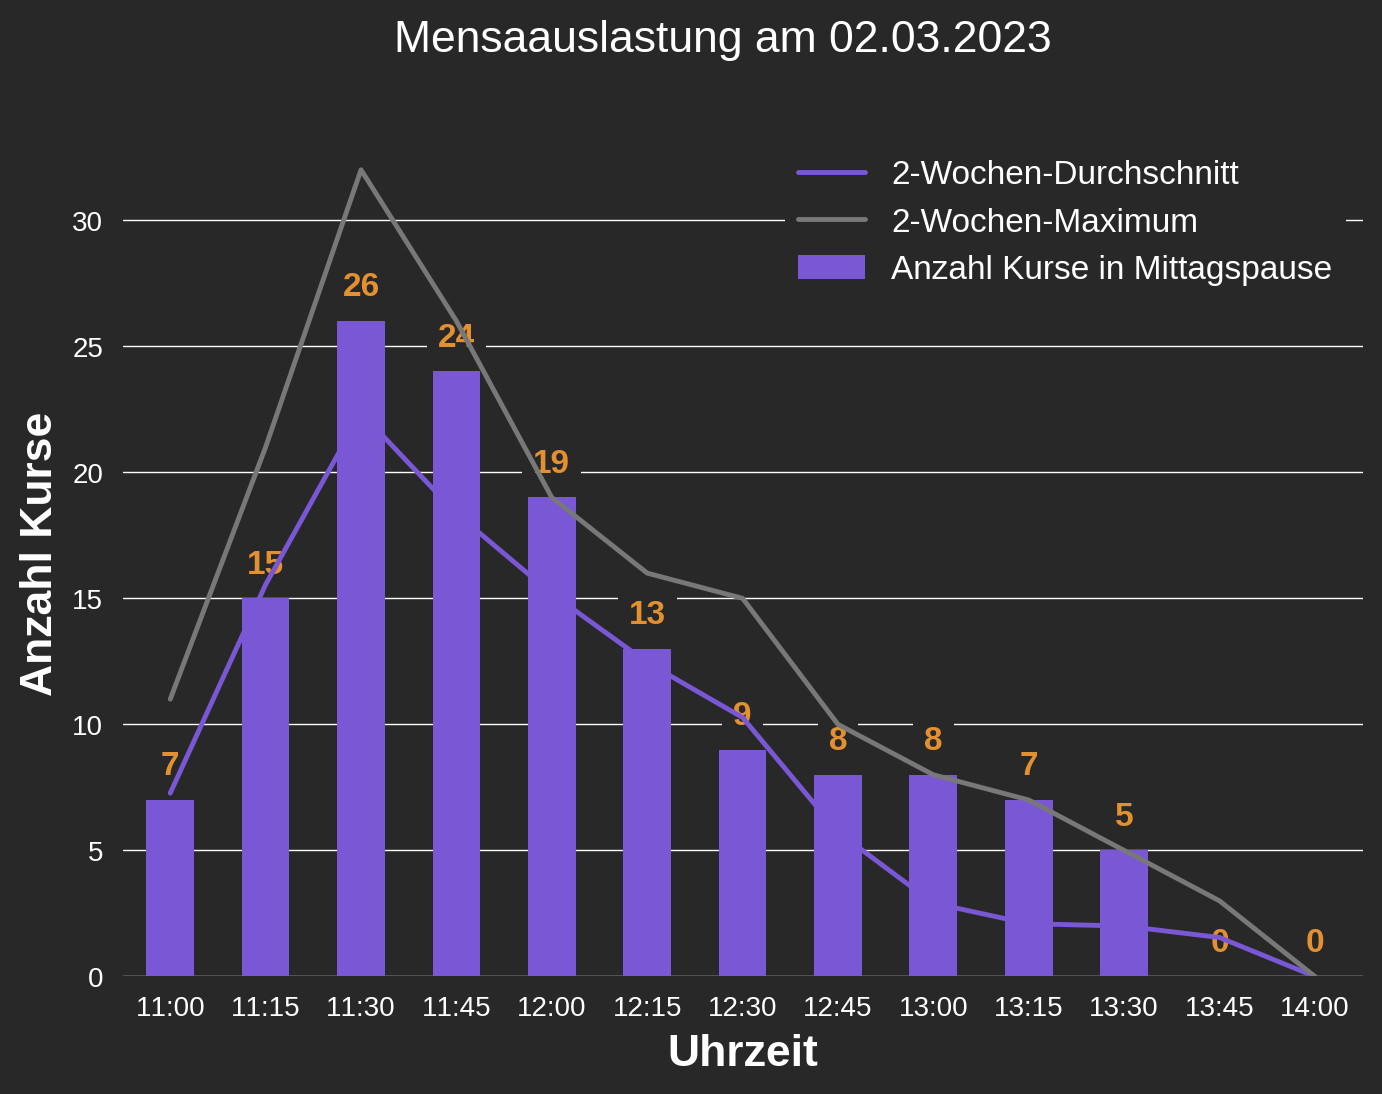 Mensaauslastung am 02.03.2023
2-Wochen-Durchschnitt
2-Wochen-Maximum
Anzahl Kurse in Mittagspause
Anzahl Kurse
30
25
20
15
10
5
0
7
15
26
24
19
13
9
8
8
7
5
0
0
11:00 11:15 11:30 11:45 12:00 12:15 12:30 12:45 13:00 13:15 13:30 13:45 14:00
Uhrzeit